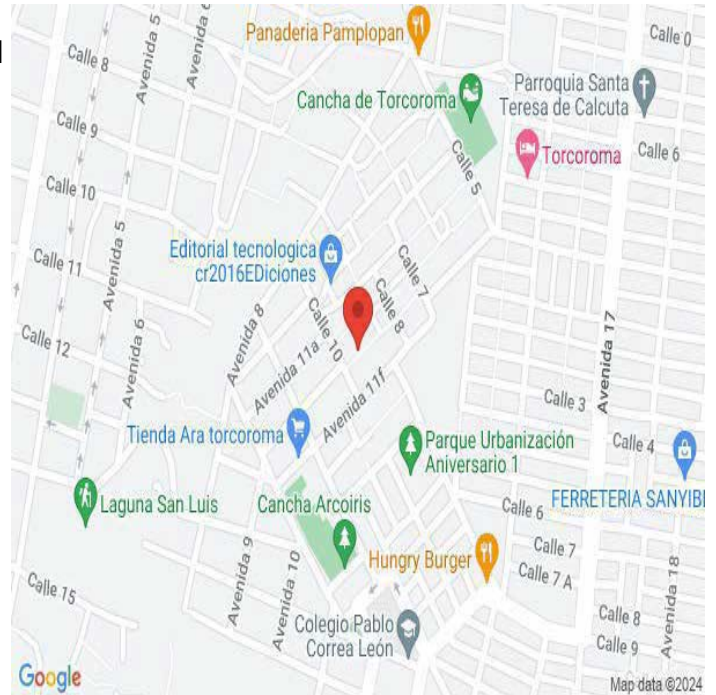 Panaderia Pamplopan
Avenida 5
Calle 8
Calle 0
Cancha de Torcoroma
Parroquia Santa
Teresa de Calcuta
Calle 9
Torcoroma
Calle 6
Calle 5
Calle 10
Avenida 5
Editorial tecnologica
cr2016EDiciones
Calle 7
Calle 8
Calle 11
Avenida 8
Calle 10
Avenida 6
Calle 12
Avenida 17
Avenida 11a
Avenida 11f
Calle 3
Tienda Ara torcoroma
Parque Urbanización
Aniversario 1
Calle 4
FERRETERIA SANYIBI
Laguna San Luis
Cancha Arcoiris
Calle 6
Avenida 9
Avenida 10
Hungry Burger
Calle 7
Calle 7 A
Avenida 18
Calle 15
Colegio Pablo
Correa León
Calle 8
Calle 9
Google
Map data ©2024